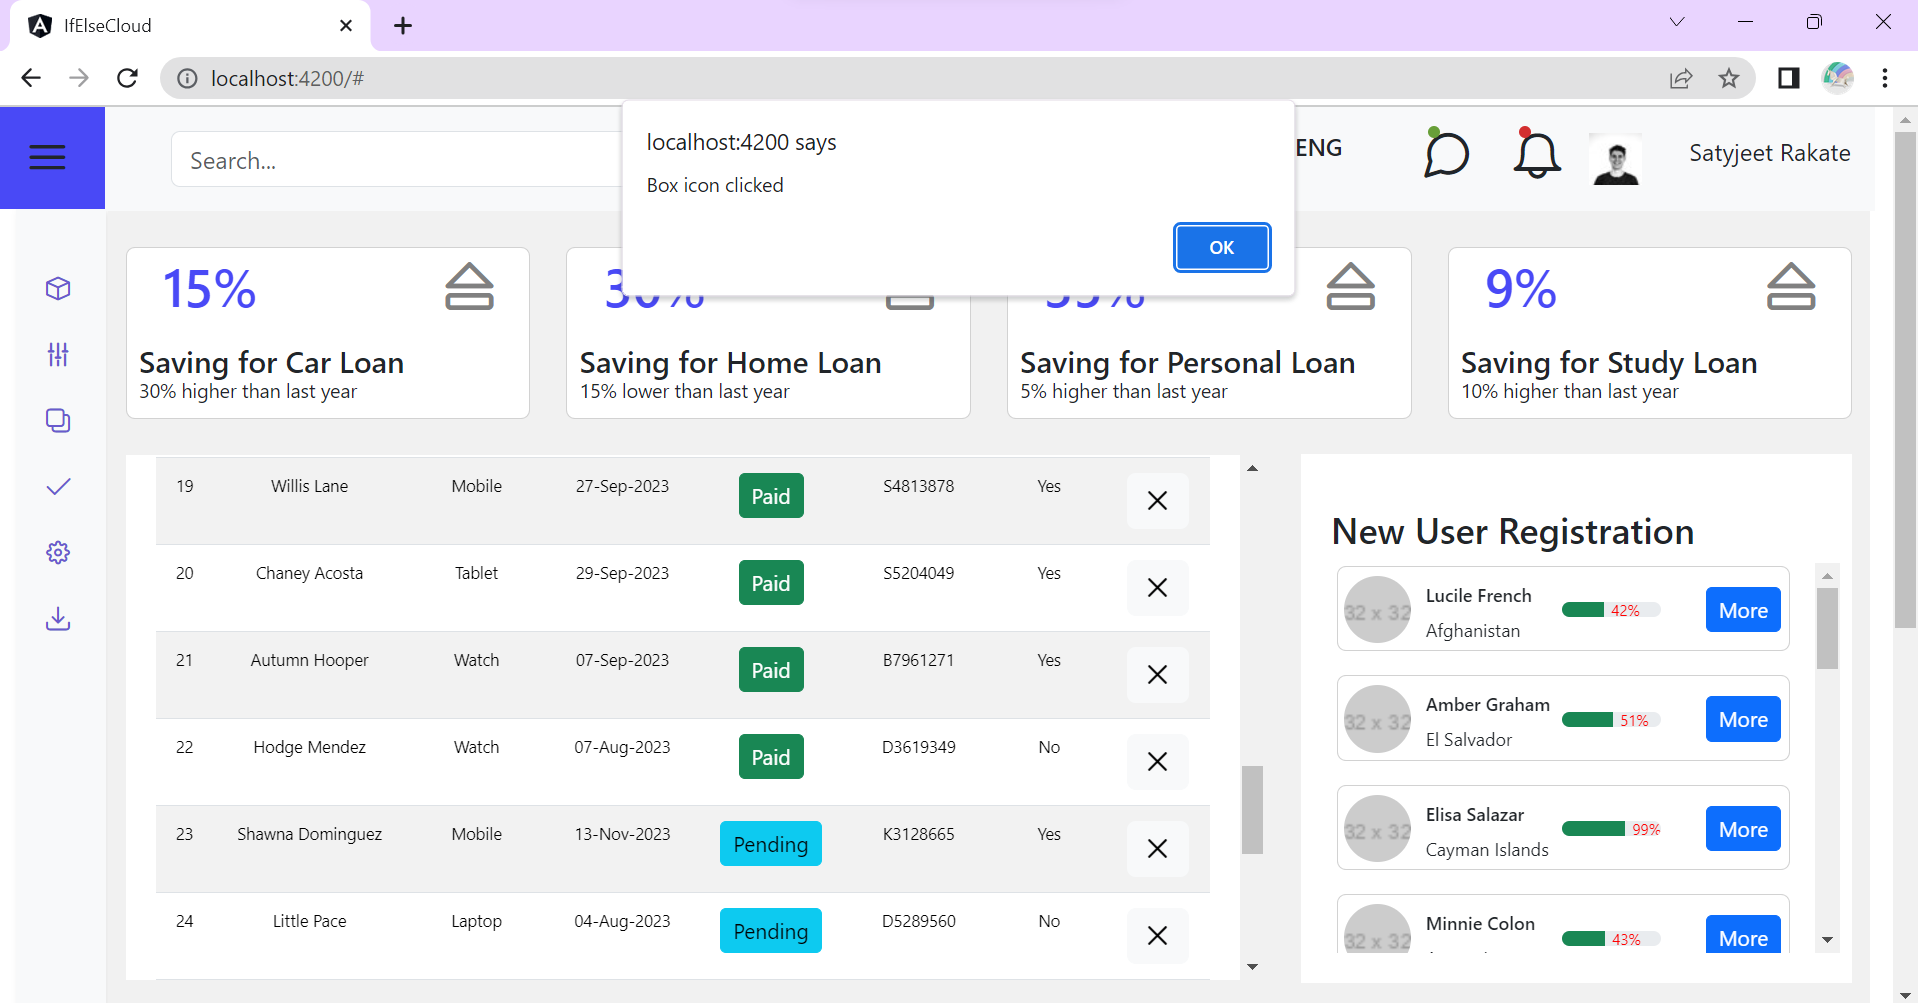 IfElseCloud
localhost:4200/#
localhost:4200 says
Box icon clicked
OK
Search...
ENG
Satyjeet Rakate
15%
Saving for Car Loan
30% higher than last year
Saving for Home Loan
15% lower than last year
Saving for Personal Loan
5% higher than last year
9%
Saving for Study Loan
10% higher than last year
19 Willis Lane Mobile 27-Sep-2023 Paid S4813878 Yes
20 Chaney Acosta Tablet 29-Sep-2023 Paid S5204049 Yes
21 Autumn Hooper Watch 07-Sep-2023 Paid B7961271 Yes
22 Hodge Mendez Watch 07-Aug-2023 Paid D3619349 No
23 Shawna Dominguez Mobile 13-Nov-2023 Pending K3128665 Yes
24 Little Pace Laptop 04-Aug-2023 Pending D5289560 No
New User Registration
32 x 32
Lucile French
Afghanistan
42%
More
32 x 32
Amber Graham
El Salvador
51%
More
32 x 32
Elisa Salazar
Cayman Islands
99%
More
32 x 32
Minnie Colon
43%
More